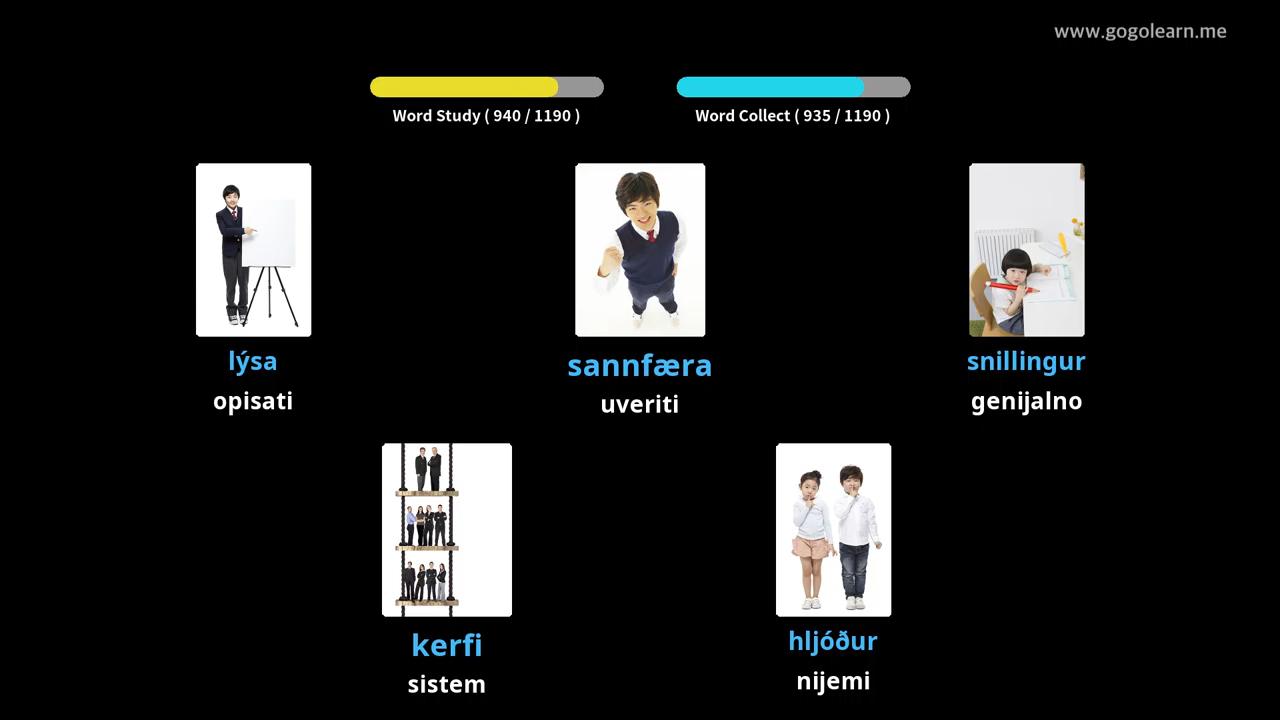 www.gogolearn.me
Word Study ( 940 / 1190 )
Word Collect ( 935 / 1190 )
lýsa
opisati
sannfæra
uveriti
snillingur
genijalno
kerfi
sistem
hljóður
nijemi